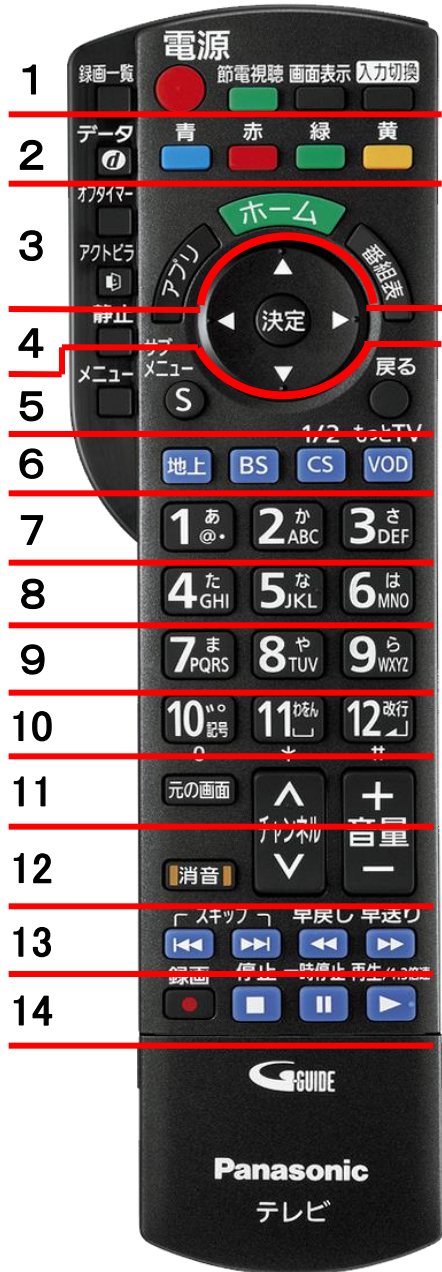 電源
1 録画一覧 節電視聴 画面表示 入力切換
2 データ 青 赤 緑 黄
d
オフタイマー
ホーム
3 アクトビラ アプリ 番組表
静止
4 決定
サブメニュー 戻る
メニュー S
5
1/2 もっとTV
6 地上 BS CS VOD
7 1 あ @. 2 か ABC 3 さ DEF
8 4 た GHI 5 な JKL 6 は MNO
9 7 ま PQRS 8 や TUV 9 ら WXYZ
10 10 ゛゜ 記号 11 わをん 12 改行
0 * #
11 元の画面 +
チャンネル 音量
12 消音 −
スキップ 早戻し 早送り
13
録画 停止 一時停止 再生/1.3倍速
14
G-GUIDE
Panasonic
テレビ